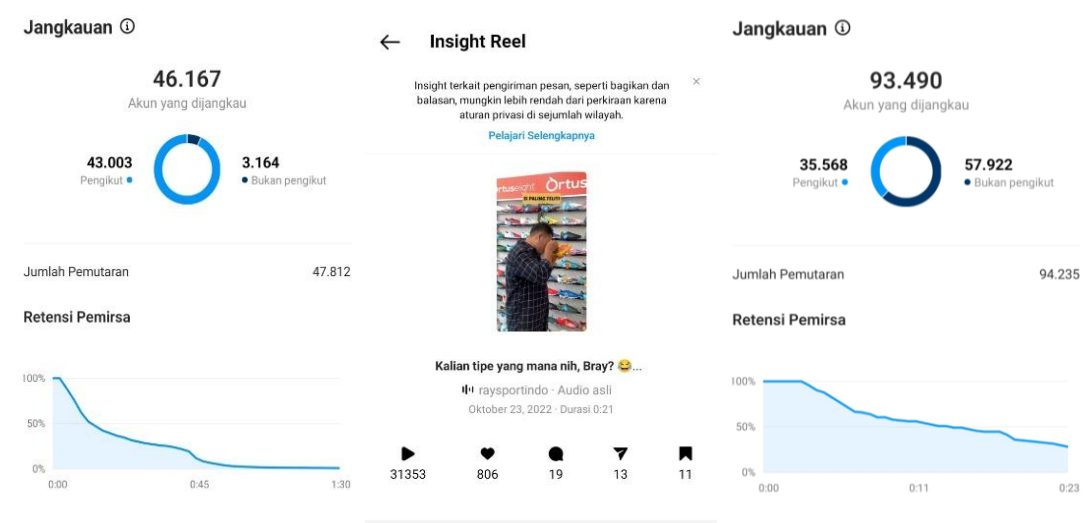 Jangkauan
46.167
Akun yang dijangkau
43.003
Pengikut
3.164
Bukan pengikut
Jumlah Pemutaran
47.812
Retensi Pemirsa
100%
50%
0%
0:00
0:45
1:30
Insight Reel
Insight terkait pengiriman pesan, seperti bagikan dan
balasan, mungkin lebih rendah dari perkiraan karena
aturan privasi di sejumlah wilayah.
Pelajari Selengkapnya
rtuseight
Ortus
SI PALING TELITI
Kalian tipe yang mana nih, Bray? 😂...
raysportindo · Audio asli
Oktober 23, 2022 · Durasi 0:21
31353
806
19
13
11
Jangkauan
93.490
Akun yang dijangkau
35.568
Pengikut
57.922
Bukan pengikut
Jumlah Pemutaran
94.235
Retensi Pemirsa
100%
50%
0%
0:00
0:11
0:23